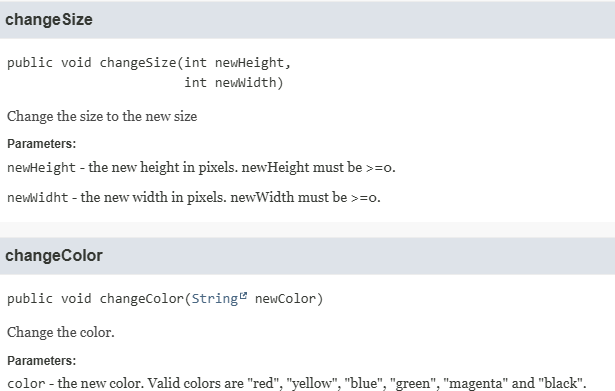 changeSize
public void changeSize(int newHeight,
int newWidth)
Change the size to the new size
Parameters:
newHeight - the new height in pixels. newHeight must be >=0.
newWidht - the new width in pixels. newWidth must be >=0.
changeColor
public void changeColor(String newColor)
Change the color.
Parameters:
color - the new color. Valid colors are "red", "yellow", "blue", "green", "magenta" and "black".